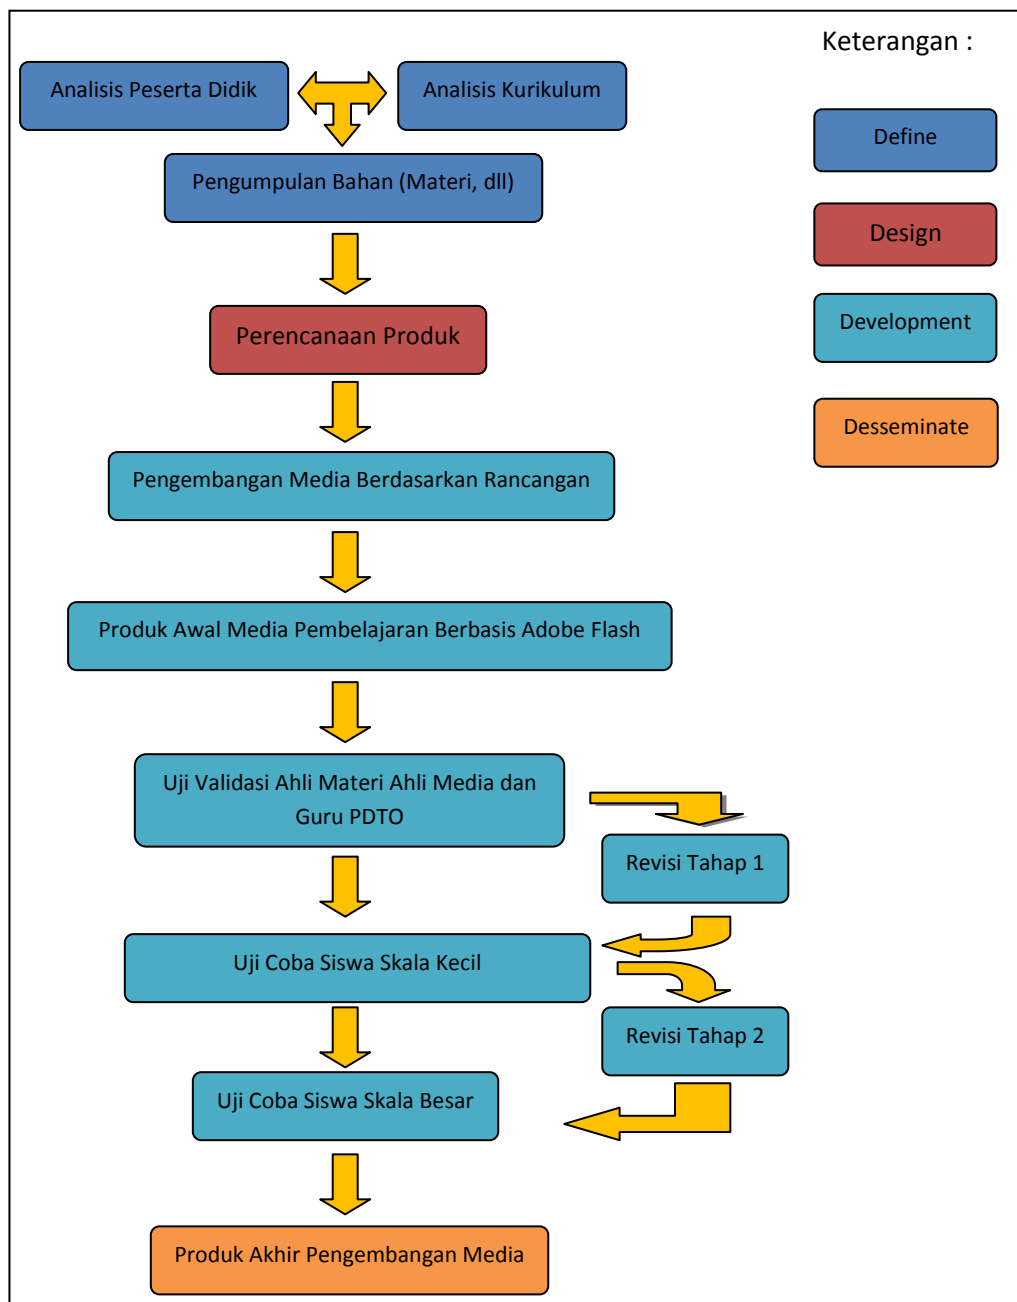 Keterangan :
Analisis Peserta Didik
Analisis Kurikulum
Define
Pengumpulan Bahan (Materi, dll)
Design
Perencanaan Produk
Development
Desseminate
Pengembangan Media Berdasarkan Rancangan
Produk Awal Media Pembelajaran Berbasis Adobe Flash
Uji Validasi Ahli Materi Ahli Media dan
Guru PDTO
Revisi Tahap 1
Uji Coba Siswa Skala Kecil
Revisi Tahap 2
Uji Coba Siswa Skala Besar
Produk Akhir Pengembangan Media